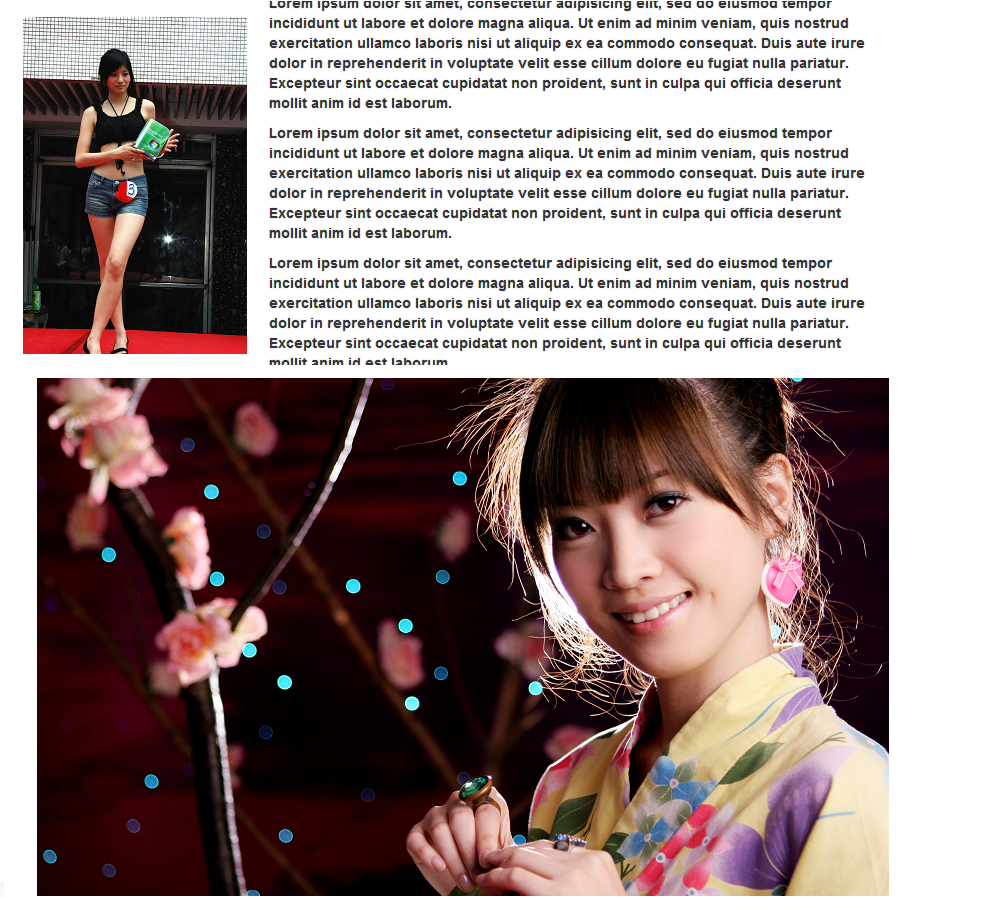 Lorem ipsum dolor sit amet, consectetur adipisicing elit, sed do eiusmod tempor
incididunt ut labore et dolore magna aliqua. Ut enim ad minim veniam, quis nostrud
exercitation ullamco laboris nisi ut aliquip ex ea commodo consequat. Duis aute irure
dolor in reprehenderit in voluptate velit esse cillum dolore eu fugiat nulla pariatur.
Excepteur sint occaecat cupidatat non proident, sunt in culpa qui officia deserunt
mollit anim id est laborum.
Lorem ipsum dolor sit amet, consectetur adipisicing elit, sed do eiusmod tempor
incididunt ut labore et dolore magna aliqua. Ut enim ad minim veniam, quis nostrud
exercitation ullamco laboris nisi ut aliquip ex ea commodo consequat. Duis aute irure
dolor in reprehenderit in voluptate velit esse cillum dolore eu fugiat nulla pariatur.
Excepteur sint occaecat cupidatat non proident, sunt in culpa qui officia deserunt
mollit anim id est laborum.
Lorem ipsum dolor sit amet, consectetur adipisicing elit, sed do eiusmod tempor
incididunt ut labore et dolore magna aliqua. Ut enim ad minim veniam, quis nostrud
exercitation ullamco laboris nisi ut aliquip ex ea commodo consequat. Duis aute irure
dolor in reprehenderit in voluptate velit esse cillum dolore eu fugiat nulla pariatur.
Excepteur sint occaecat cupidatat non proident, sunt in culpa qui officia deserunt
mollit anim id est laborum.
3